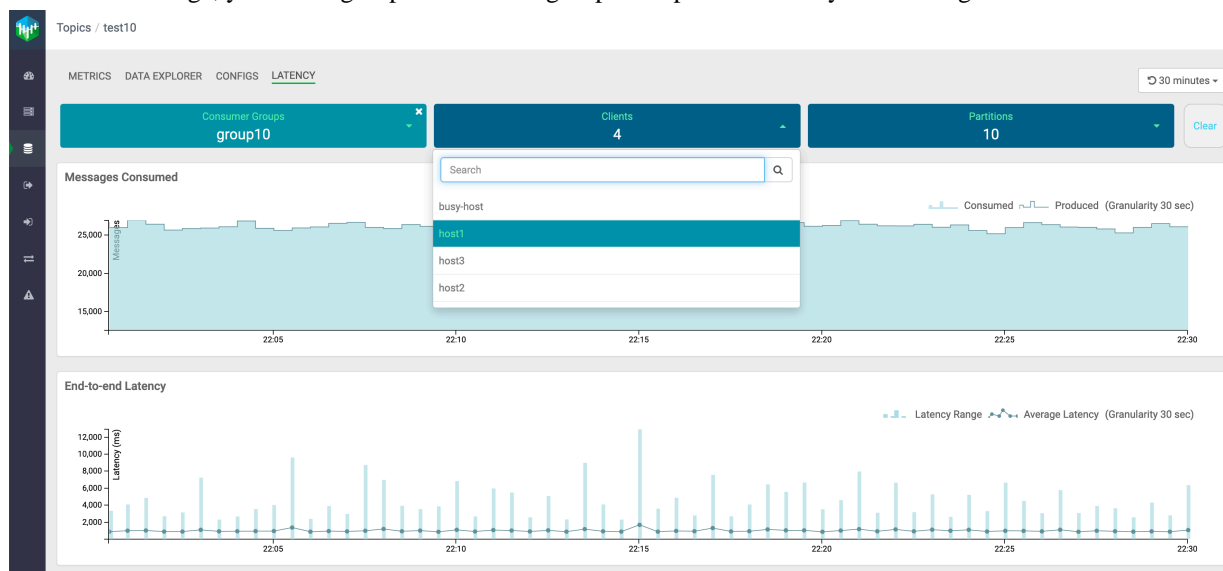 Topics / test10
METRICS DATA EXPLORER CONFIGS LATENCY
30 minutes
Consumer Groups
group10
Clients
4
Partitions
10
Clear
Search
busy-host
host1
host3
host2
Messages Consumed
Consumed Produced (Granularity 30 sec)
Messages
25,000
20,000
15,000
22:05 22:10 22:15 22:20 22:25 22:30
End-to-end Latency
Latency Range Average Latency (Granularity 30 sec)
Latency (ms)
12,000
10,000
8,000
6,000
4,000
2,000
22:05 22:10 22:15 22:20 22:25 22:30